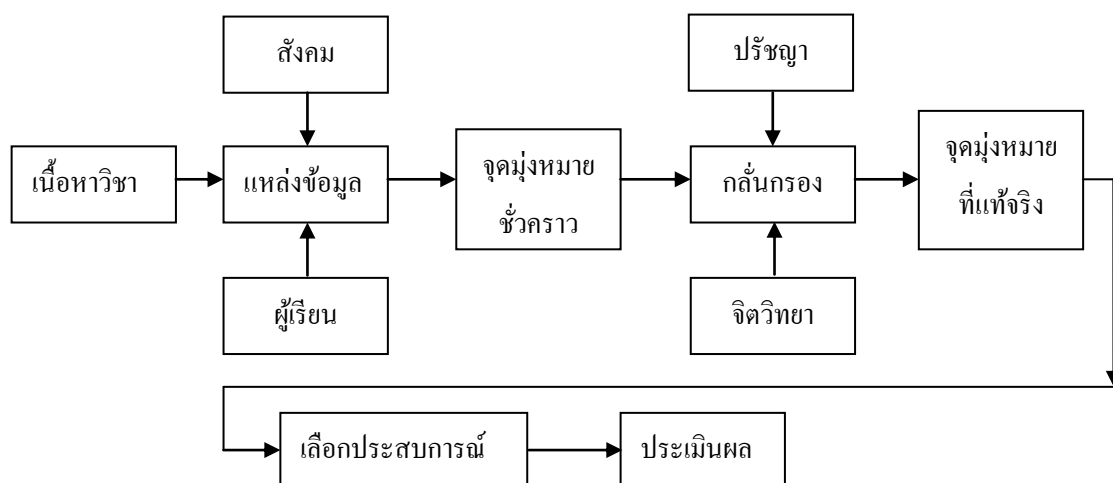 สังคม
ปรัชญา
เนื้อหาวิชา
แหล่งข้อมูล
จุดมุ่งหมาย
ชั่วคราว
กลั่นกรอง
จุดมุ่งหมาย
ที่แท้จริง
ผู้เรียน
จิตวิทยา
เลือกประสบการณ์
ประเมินผล